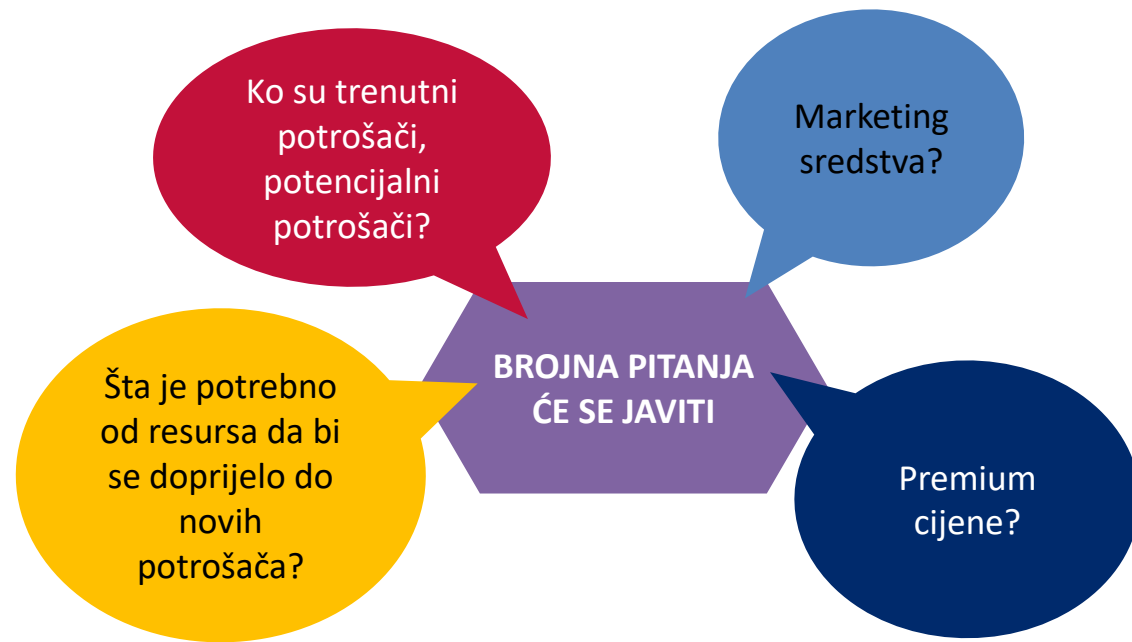 Ko su trenutni
potrošači,
potencijalni
potrošači?
Marketing
sredstva?
BROJNA PITANJA
ĆE SE JAVITI
Šta je potrebno
od resursa da bi
se doprijelo do
novih
potrošača?
Premium
cijene?